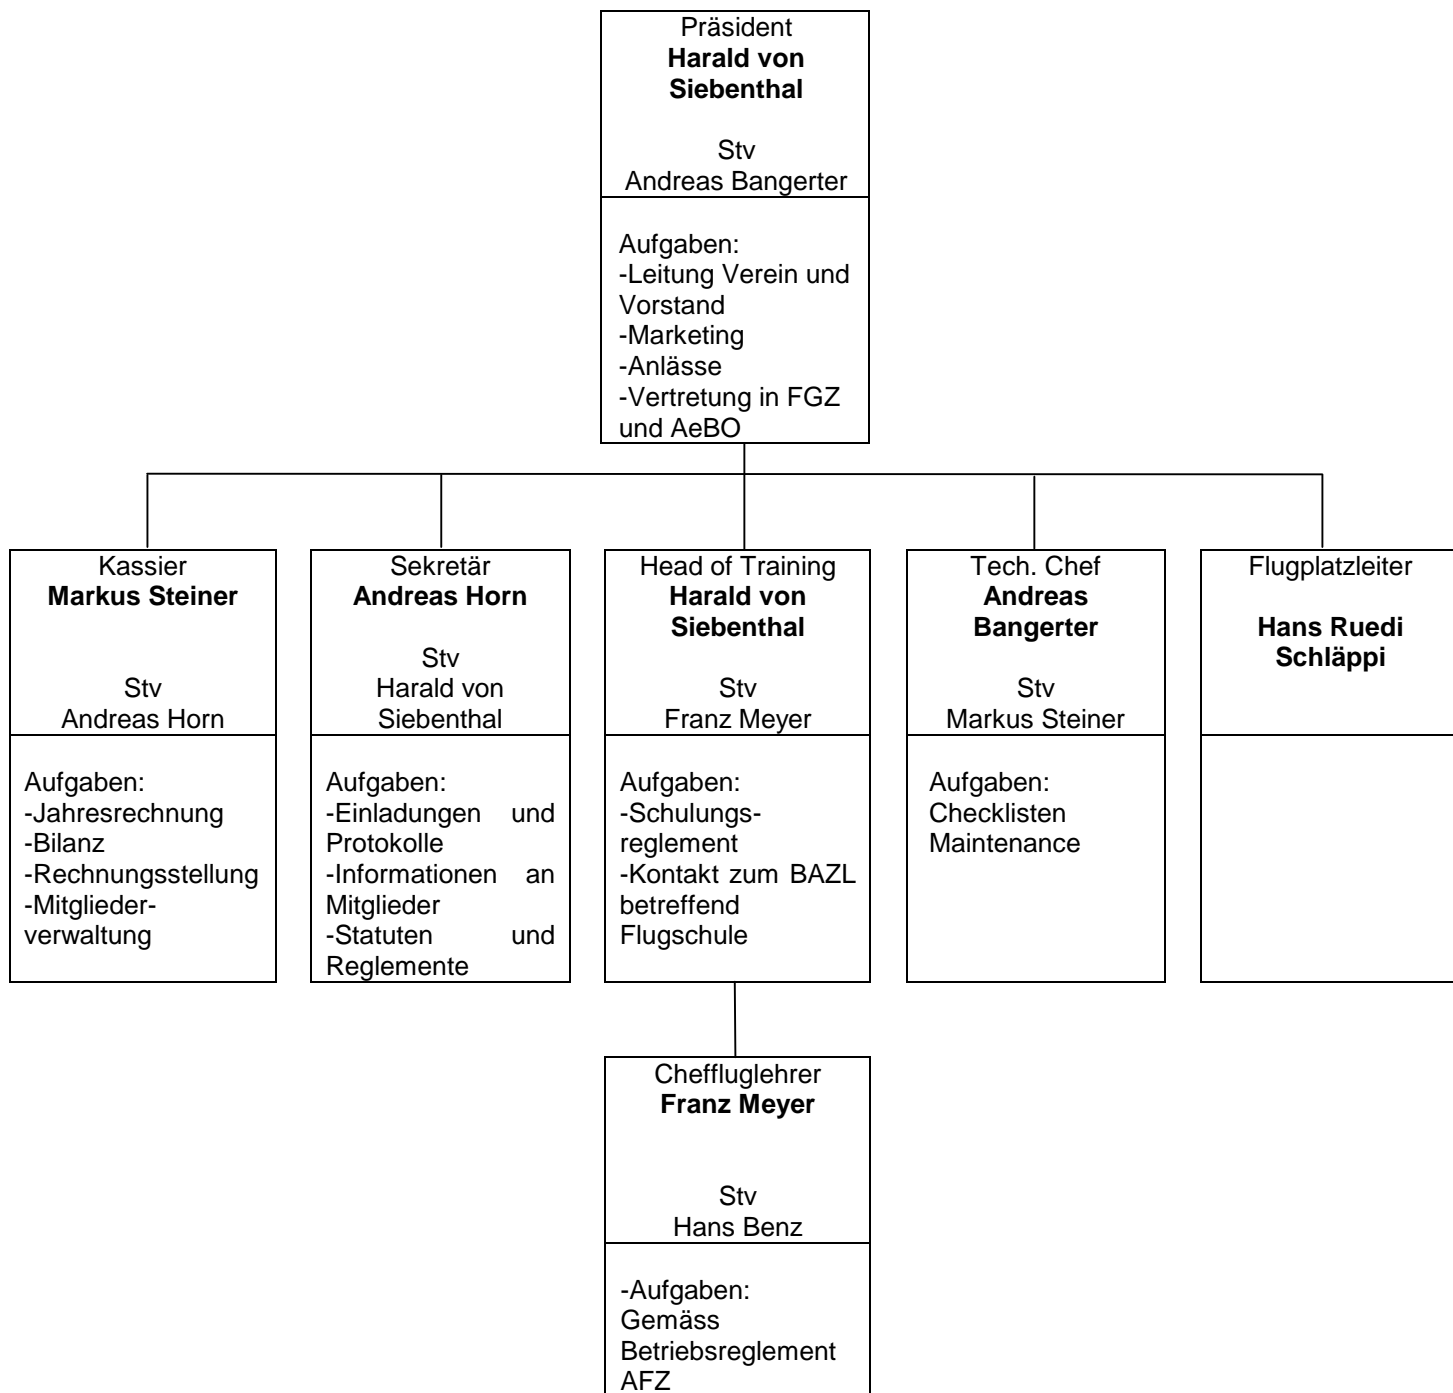 Präsident
Harald von
Siebenthal
Stv
Andreas Bangerter
Aufgaben:
-Leitung Verein und
Vorstand
-Marketing
-Anlässe
-Vertretung in FGZ
und AeBO
Kassier
Markus Steiner
Stv
Andreas Horn
Aufgaben:
-Jahresrechnung
-Bilanz
-Rechnungsstellung
-Mitglieder-
verwaltung
Sekretär
Andreas Horn
Stv
Harald von
Siebenthal
Aufgaben:
-Einladungen und
Protokolle
-Informationen an
Mitglieder
-Statuten und
Reglemente
Head of Training
Harald von
Siebenthal
Stv
Franz Meyer
Aufgaben:
-Schulungs-
reglement
-Kontakt zum BAZL
betreffend
Flugschule
Tech. Chef
Andreas
Bangerter
Stv
Markus Steiner
Aufgaben:
Checklisten
Maintenance
Flugplatzleiter
Hans Ruedi
Schläppi
Cheffluglehrer
Franz Meyer
Stv
Hans Benz
-Aufgaben:
Gemäss
Betriebsreglement
AFZ